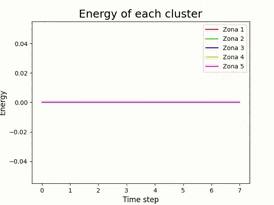 Energy of each cluster
Zona 1
Zona 2
Zona 3
Zona 4
Zona 5
Energy
0.04
0.02
0.00
−0.02
−0.04
0 1 2 3 4 5 6 7
Time step